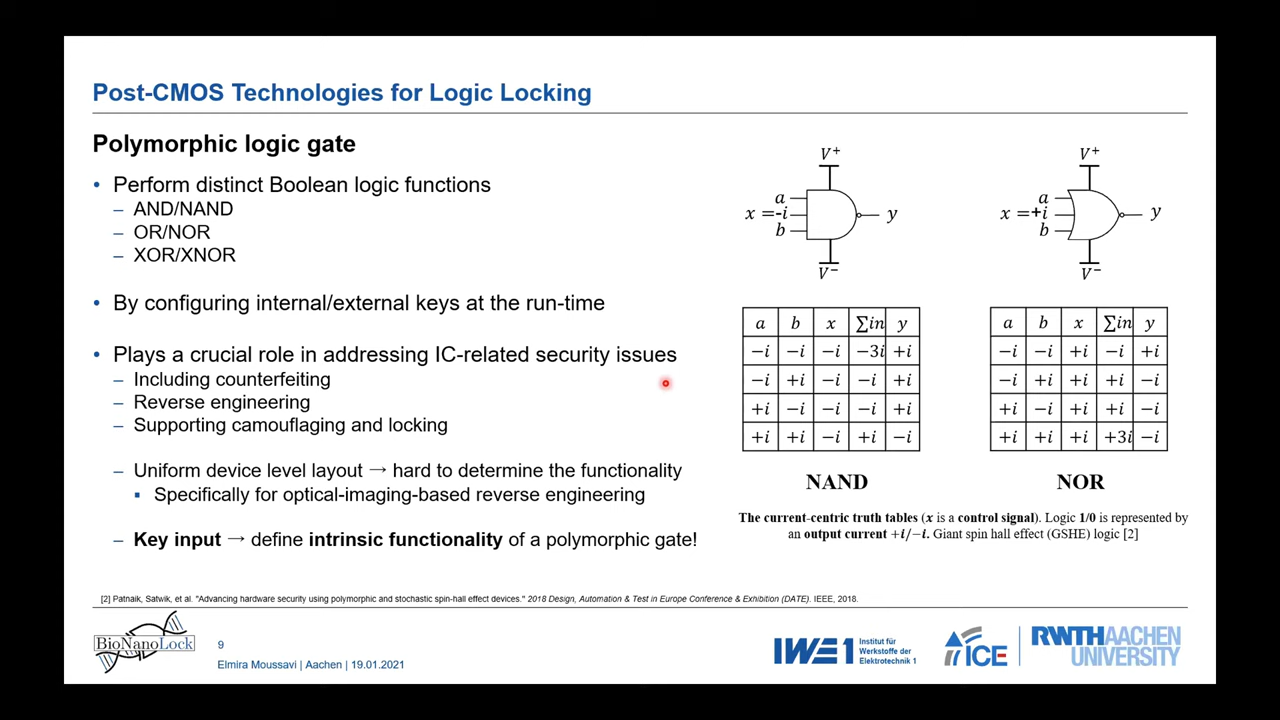 Post-CMOS Technologies for Logic Locking
Polymorphic logic gate
• Perform distinct Boolean logic functions
– AND/NAND
– OR/NOR
– XOR/XNOR
• By configuring internal/external keys at the run-time
• Plays a crucial role in addressing IC-related security issues
– Including counterfeiting
– Reverse engineering
– Supporting camouflaging and locking
– Uniform device level layout → hard to determine the functionality
▪ Specifically for optical-imaging-based reverse engineering
– Key input → define intrinsic functionality of a polymorphic gate!
V⁺
a
x =-i
b
y
V⁻
V⁺
a
x =+i
b
y
V⁻
a b x ∑in y
−i −i −i −3i +i
−i +i −i −i +i
+i −i −i −i +i
+i +i −i +i −i
NAND
a b x ∑in y
−i −i +i −i +i
−i +i +i +i −i
+i −i +i +i −i
+i +i +i +3i −i
NOR
The current-centric truth tables (x is a control signal). Logic 1/0 is represented by
an output current +i/−i. Giant spin hall effect (GSHE) logic [2]
[2] Patnaik, Satwik, et al. "Advancing hardware security using polymorphic and stochastic spin-hall effect devices." 2018 Design, Automation & Test in Europe Conference & Exhibition (DATE). IEEE, 2018.
BioNanoLock
9
Elmira Moussavi | Aachen | 19.01.2021
IWE1
Institut für
Werkstoffe der
Elektrotechnik 1
ICE
RWTHAACHEN
UNIVERSITY